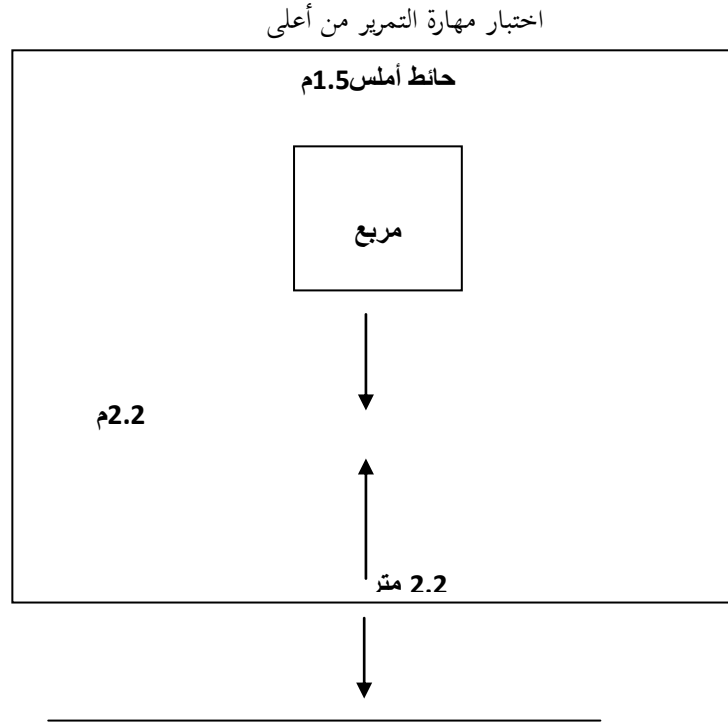 اختبار مهارة التمرير من أعلى
حائط أملس1.5م
مربع
2.2م
2.2 متر